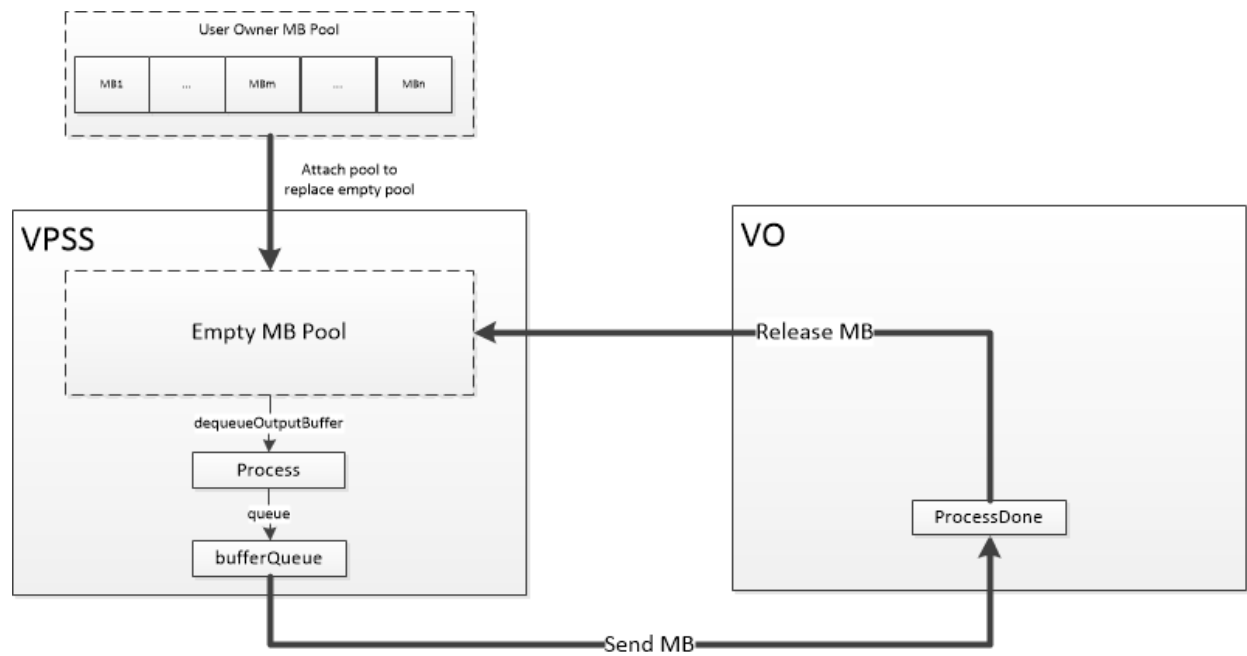 User Owner MB Pool
MB1
...
MBm
....
MBn
Attach pool to
replace empty pool
VPSS
VO
Empty MB Pool
Release MB
dequeueOutputBuffer
Process
queue
ProcessDone
bufferQueue
Send MB